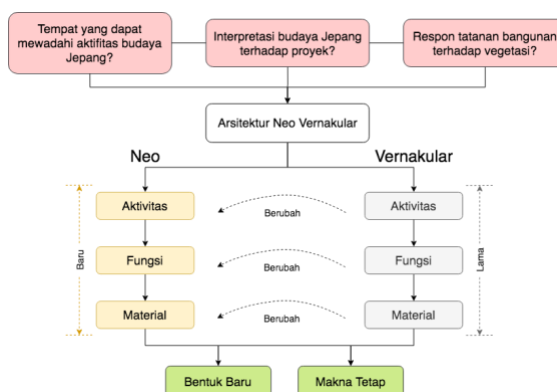 Tempat yang dapat
mewadahi aktifitas budaya
Jepang?
Interpretasi budaya Jepang
terhadap proyek?
Respon tatanan bangunan
terhadap vegetasi?
Arsitektur Neo Vernakular
Neo
Vernakular
Aktivitas
Berubah
Aktivitas
Baru
Fungsi
Berubah
Fungsi
Lama
Material
Berubah
Material
Bentuk Baru
Makna Tetap